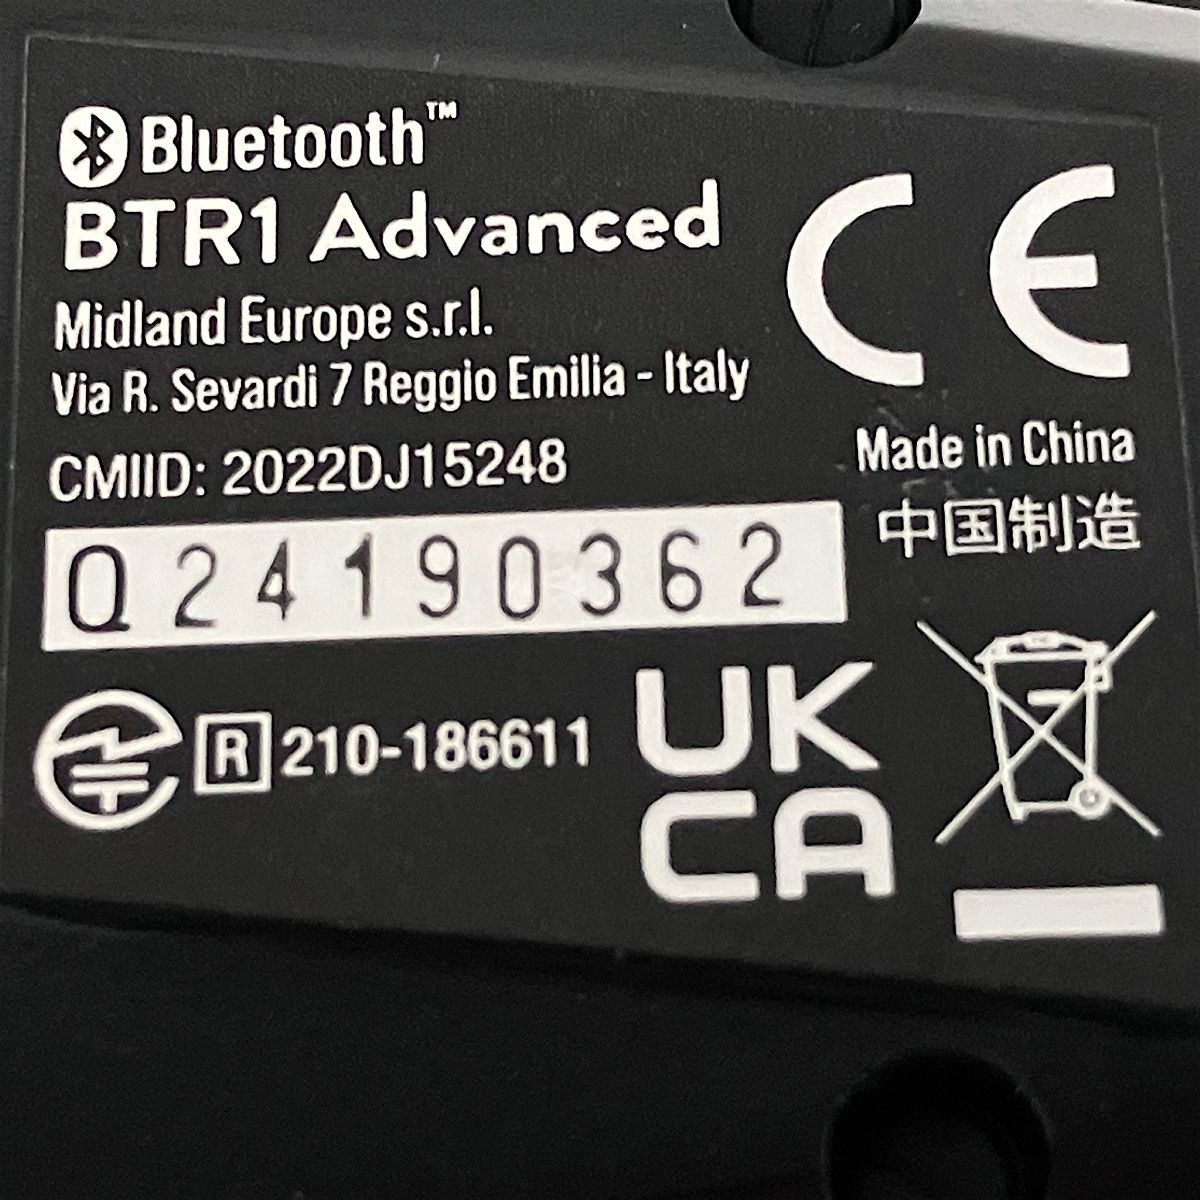 Bluetooth™
BTR1 Advanced
CE
Midland Europe s.r.l.
Via R. Sevardi 7 Reggio Emilia - Italy
CMIID: 2022DJ15248
Made in China
中国制造
Q24190362
R 210-186611
UK
CA